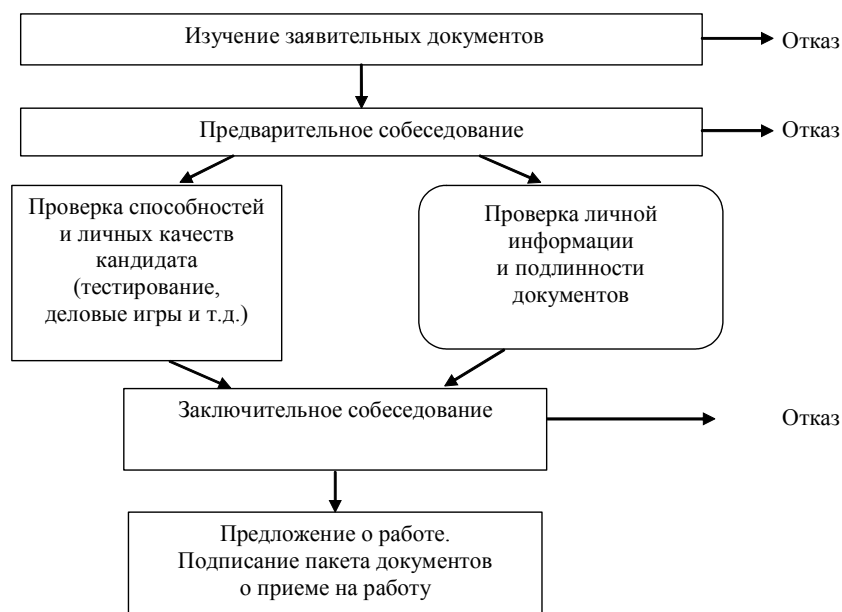 Изучение заявительных документов
Отказ
Предварительное собеседование
Отказ
Проверка способностей
и личных качеств
кандидата
(тестирование,
деловые игры и т.д.)
Проверка личной
информации
и подлинности
документов
Заключительное собеседование
Отказ
Предложение о работе.
Подписание пакета документов
о приеме на работу